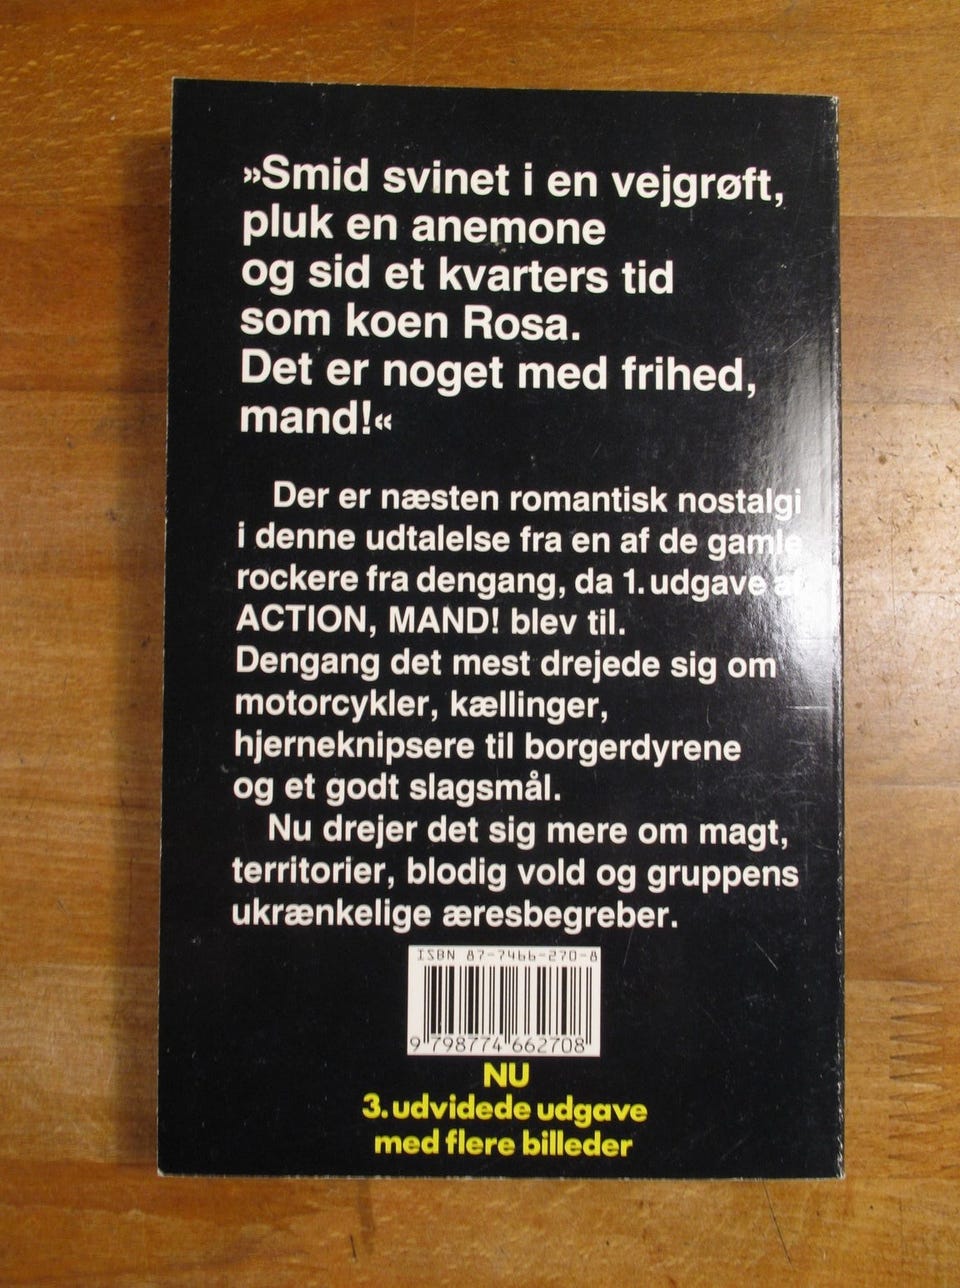 »Smid svinet i en vejgrøft,
pluk en anemone
og sid et kvarters tid
som koen Rosa.
Det er noget med frihed,
mand!«
Der er næsten romantisk nostalgi
i denne udtalelse fra en af de gamle
rockere fra dengang, da 1. udgave af
ACTION, MAND! blev til.
Dengang det mest drejede sig om
motorcykler, kællinger,
hjerneknipsere til borgerdyrene
og et godt slagsmål.
Nu drejer det sig mere om magt,
territorier, blodig vold og gruppens
ukrænkelige æresbegreber.
ISBN 87-7466-270-8
9 798774 662708
NU
3. udvidede udgave
med flere billeder